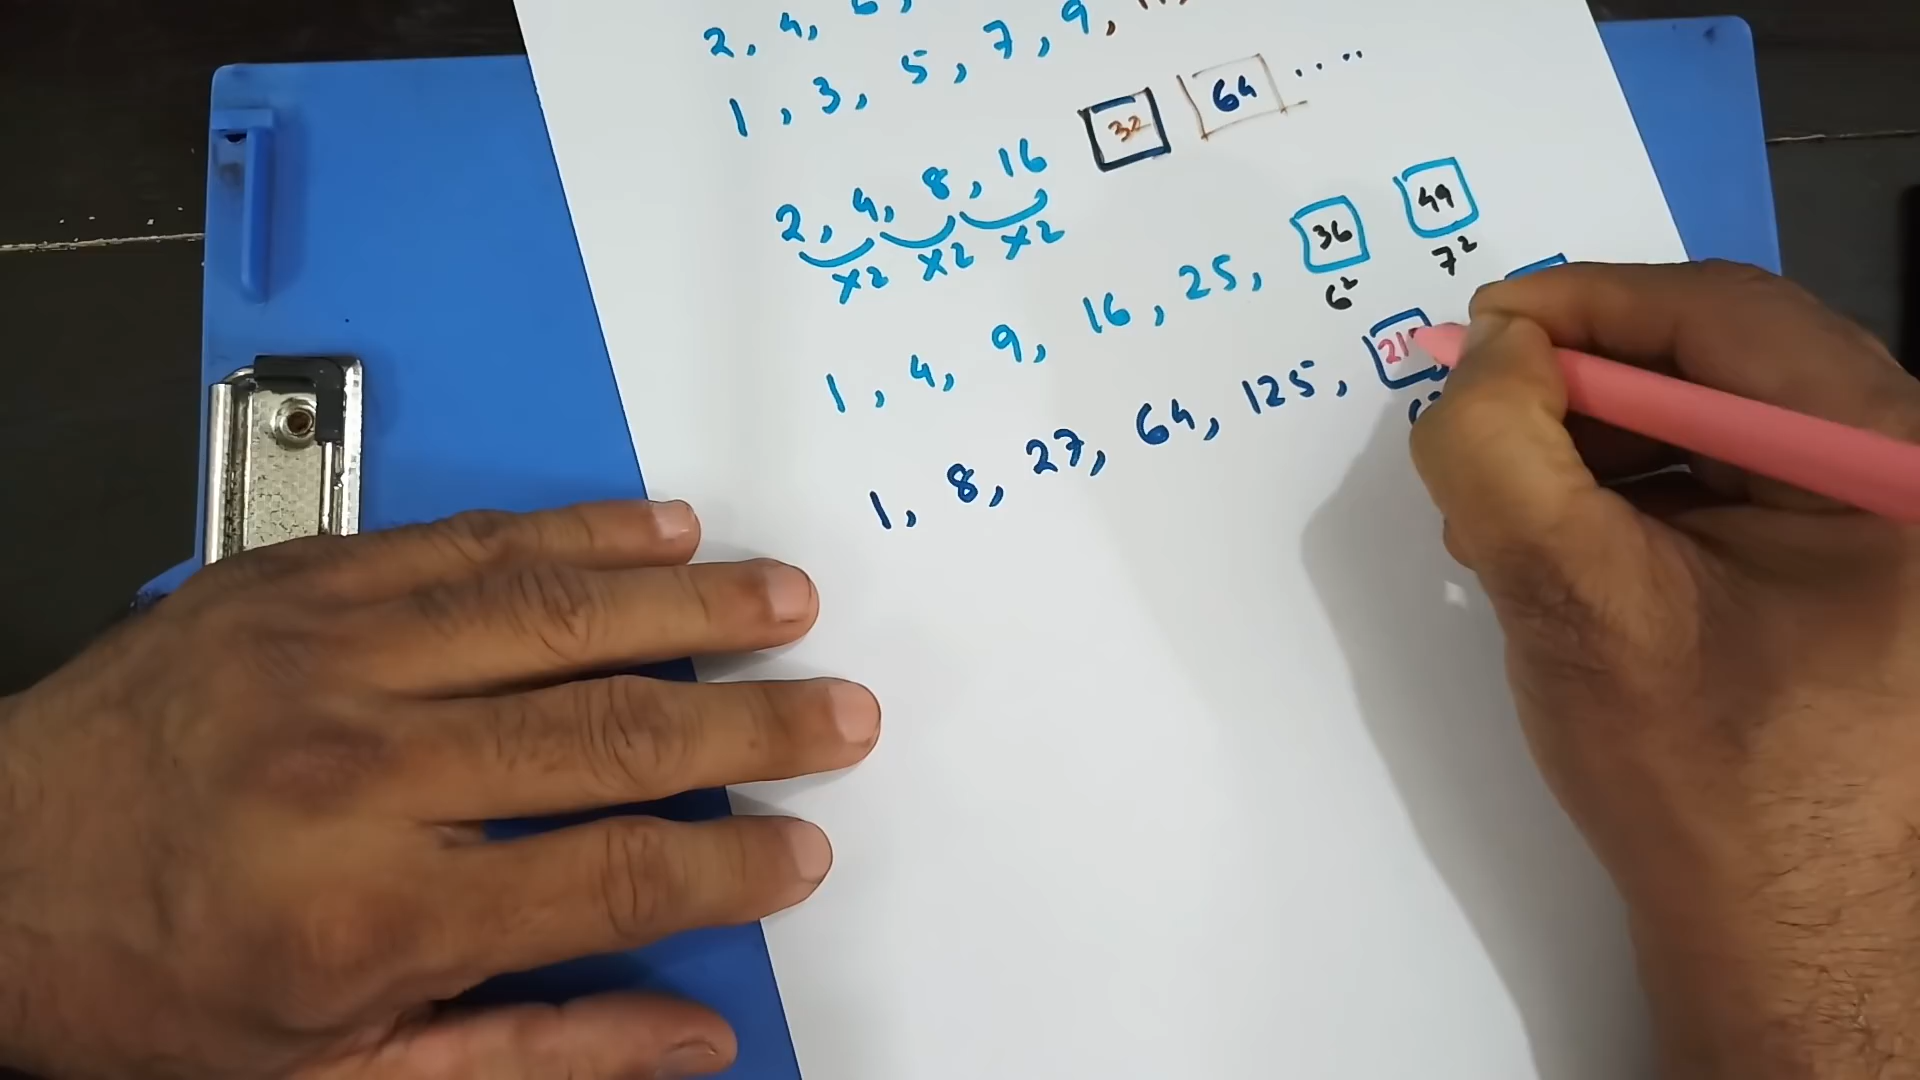 2, 4, 6,
1, 3, 5, 7, 9,
2, 4, 8, 16 32 64 ....
x2 x2 x2
1, 4, 9, 16, 25, 36 49
6² 7²
1, 8, 27, 64, 125,